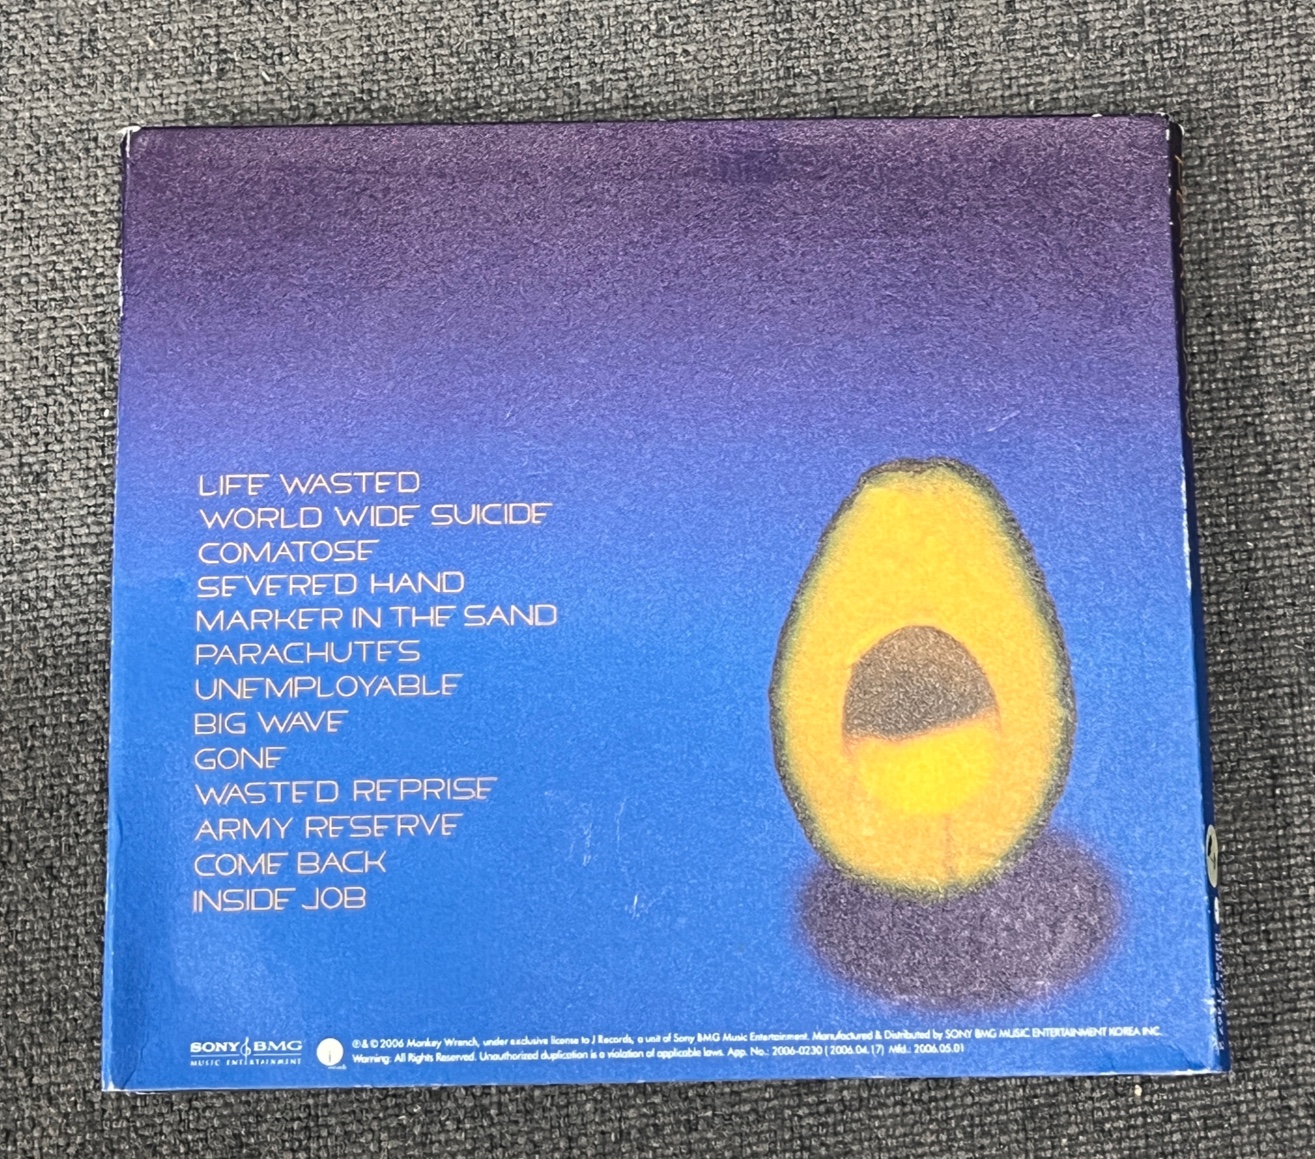 LIFE WASTED
WORLD WIDE SUICIDE
COMATOSE
SEVERED HAND
MARKER IN THE SAND
PARACHUTES
UNEMPLOYABLE
BIG WAVE
GONE
WASTED REPRISE
ARMY RESERVE
COME BACK
INSIDE JOB
SONY BMG
MUSIC ENTERTAINMENT
℗ & © 2006 Monkey Wrench, under exclusive license to J Records, a unit of Sony BMG Music Entertainment. Manufactured & Distributed by SONY BMG MUSIC ENTERTAINMENT KOREA INC.
Warning: All Rights Reserved. Unauthorized duplication is a violation of applicable laws. App. No.: 2006-0230 (2006.04.17) Mfd.: 2006.05.01